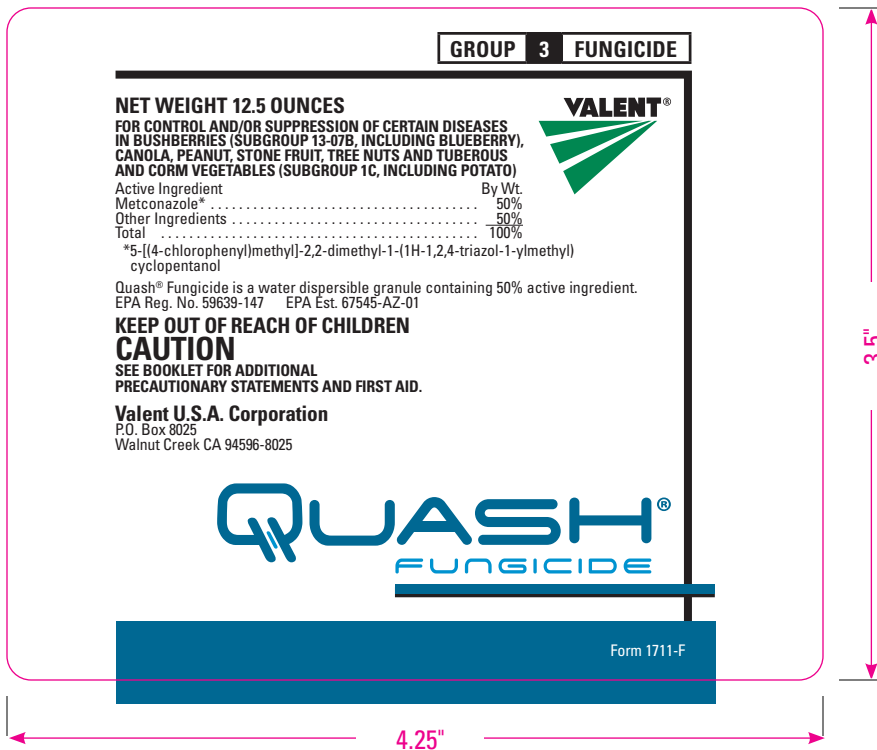 GROUP 3 FUNGICIDE
NET WEIGHT 12.5 OUNCES
VALENT®
FOR CONTROL AND/OR SUPPRESSION OF CERTAIN DISEASES
IN BUSHBERRIES (SUBGROUP 13-07B, INCLUDING BLUEBERRY),
CANOLA, PEANUT, STONE FRUIT, TREE NUTS AND TUBEROUS
AND CORM VEGETABLES (SUBGROUP 1C, INCLUDING POTATO)
Active Ingredient By Wt.
Metconazole* . . . . . . . . . . . . . . . . . . . . . . . . . . . . . . . . . . . . . . 50%
Other Ingredients . . . . . . . . . . . . . . . . . . . . . . . . . . . . . . . . . . . 50%
Total . . . . . . . . . . . . . . . . . . . . . . . . . . . . . . . . . . . . . . . . . . . . . 100%
*5-[(4-chlorophenyl)methyl]-2,2-dimethyl-1-(1H-1,2,4-triazol-1-ylmethyl)
cyclopentanol
Quash® Fungicide is a water dispersible granule containing 50% active ingredient.
EPA Reg. No. 59639-147 EPA Est. 67545-AZ-01
KEEP OUT OF REACH OF CHILDREN
CAUTION
SEE BOOKLET FOR ADDITIONAL
PRECAUTIONARY STATEMENTS AND FIRST AID.
Valent U.S.A. Corporation
P.O. Box 8025
Walnut Creek CA 94596-8025
QUASH®
FUNGICIDE
Form 1711-F
3.5"
4.25"